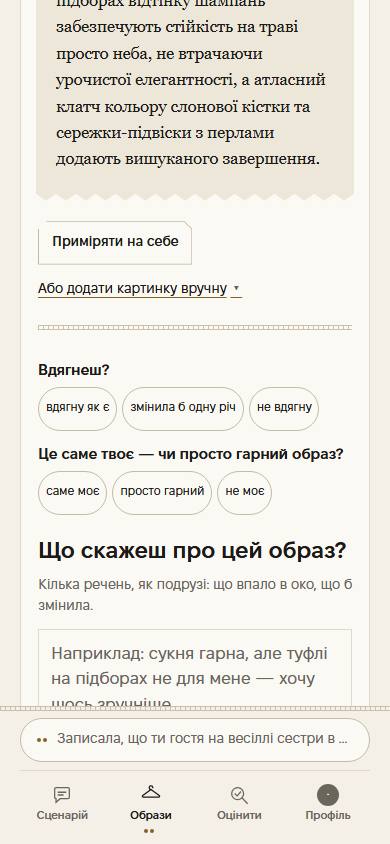 підборах відтінку шампань
забезпечують стійкість на траві
просто неба, не втрачаючи
урочистої елегантності, а атласний
клатч кольору слонової кістки та
сережки-підвіски з перлами
додають вишуканого завершення.
Приміряти на себе
Або додати картинку вручну
Вдягнеш?
вдягну як є
змінила б одну річ
не вдягну
Це саме твоє — чи просто гарний образ?
саме моє
просто гарний
не моє
Що скажеш про цей образ?
Кілька речень, як подрузі: що впало в око, що б
змінила.
Наприклад: сукня гарна, але туфлі
на підборах не для мене — хочу
щось зручніше
Записала, що ти гостя на весіллі сестри в ...
Сценарій
Образи
Оцінити
Профіль